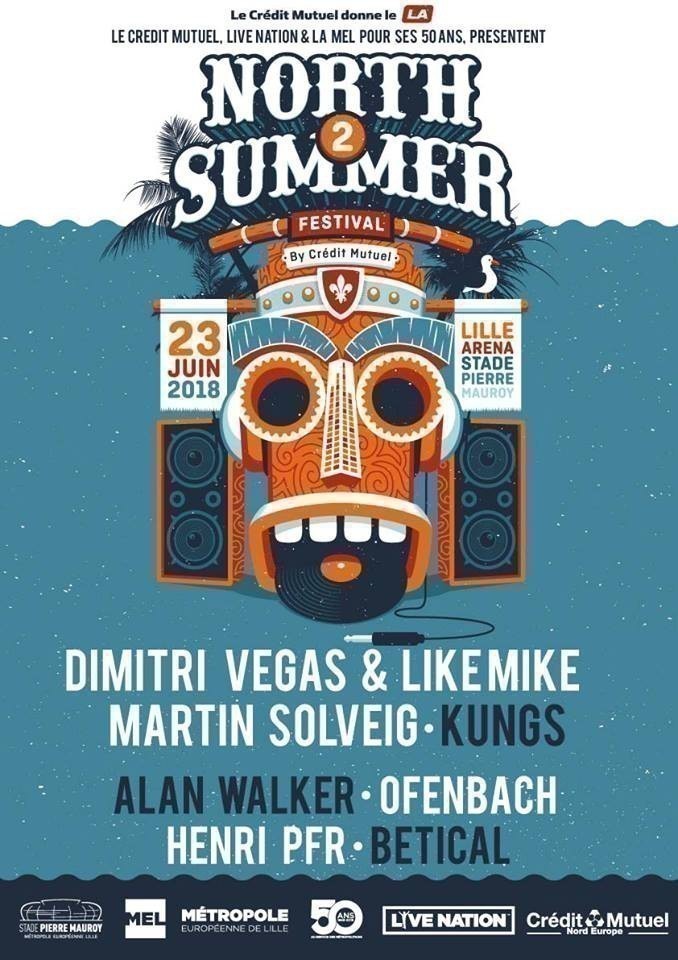 Le Crédit Mutuel donne le LA
LE CREDIT MUTUEL, LIVE NATION & LA MEL POUR SES 50 ANS, PRESENTENT
NORTH
2
SUMMER
FESTIVAL
By Crédit Mutuel
23
JUIN
2018
LILLE
ARENA
STADE
PIERRE
MAUROY
DIMITRI VEGAS & LIKE MIKE
MARTIN SOLVEIG • KUNGS
ALAN WALKER • OFENBACH
HENRI PFR • BETICAL
STADE PIERRE MAUROY
MÉTROPOLE EUROPÉENNE LILLE
MEL
MÉTROPOLE
EUROPÉENNE DE LILLE
50 ANS
LIVE NATION
Crédit Mutuel
Nord Europe